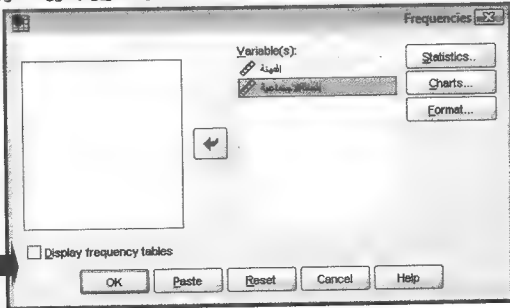 Frequencies
Variable(s):
المهنة
Statistics..
Charts...
Format...
Display frequency tables
OK
Paste
Reset
Cancel
Help